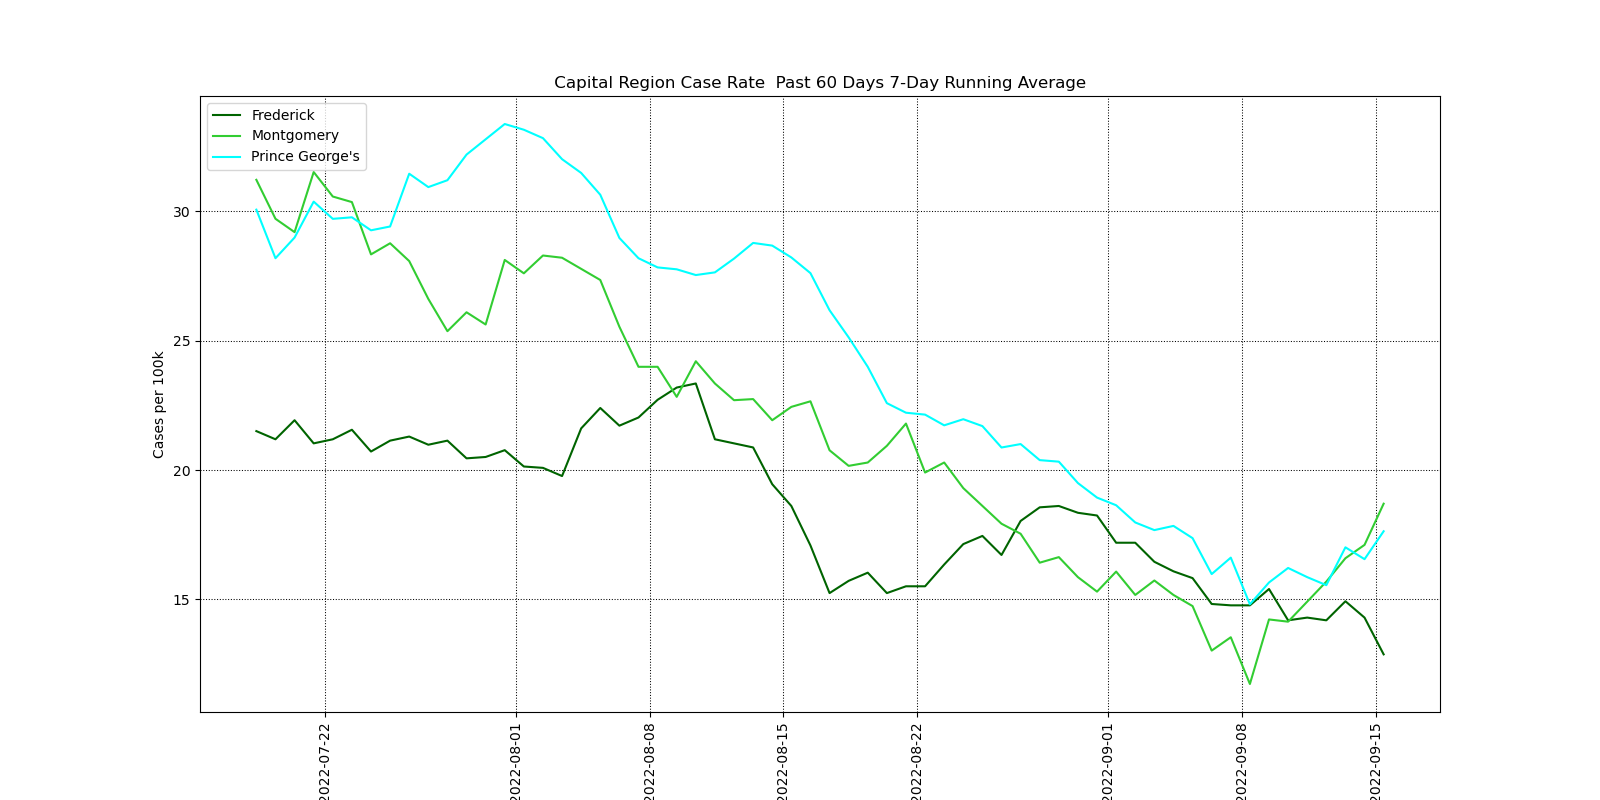 Capital Region Case Rate  Past 60 Days 7-Day Running Average
Frederick
Montgomery
Prince George's
Cases per 100k
30
25
20
15
2022-07-22
2022-08-01
2022-08-08
2022-08-15
2022-08-22
2022-09-01
2022-09-08
2022-09-15